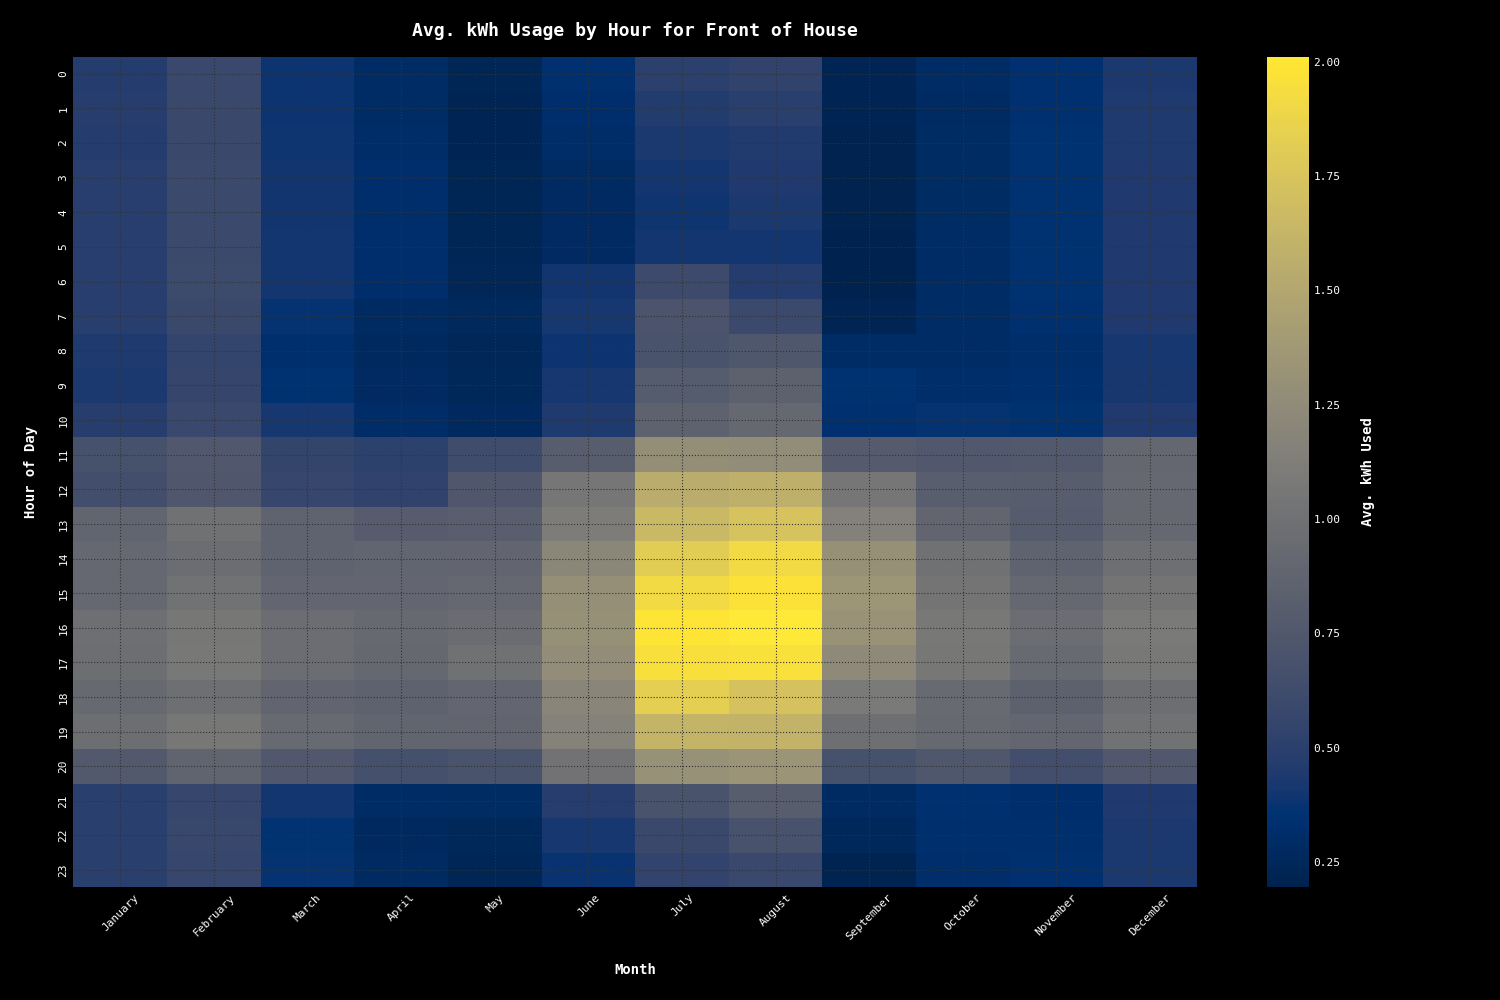 Avg. kWh Usage by Hour for Front of House
Hour of Day
0
1
2
3
4
5
6
7
8
9
10
11
12
13
14
15
16
17
18
19
20
21
22
23
January
February
March
April
May
June
July
August
September
October
November
December
Month
2.00
1.75
1.50
1.25
1.00
0.75
0.50
0.25
Avg. kWh Used